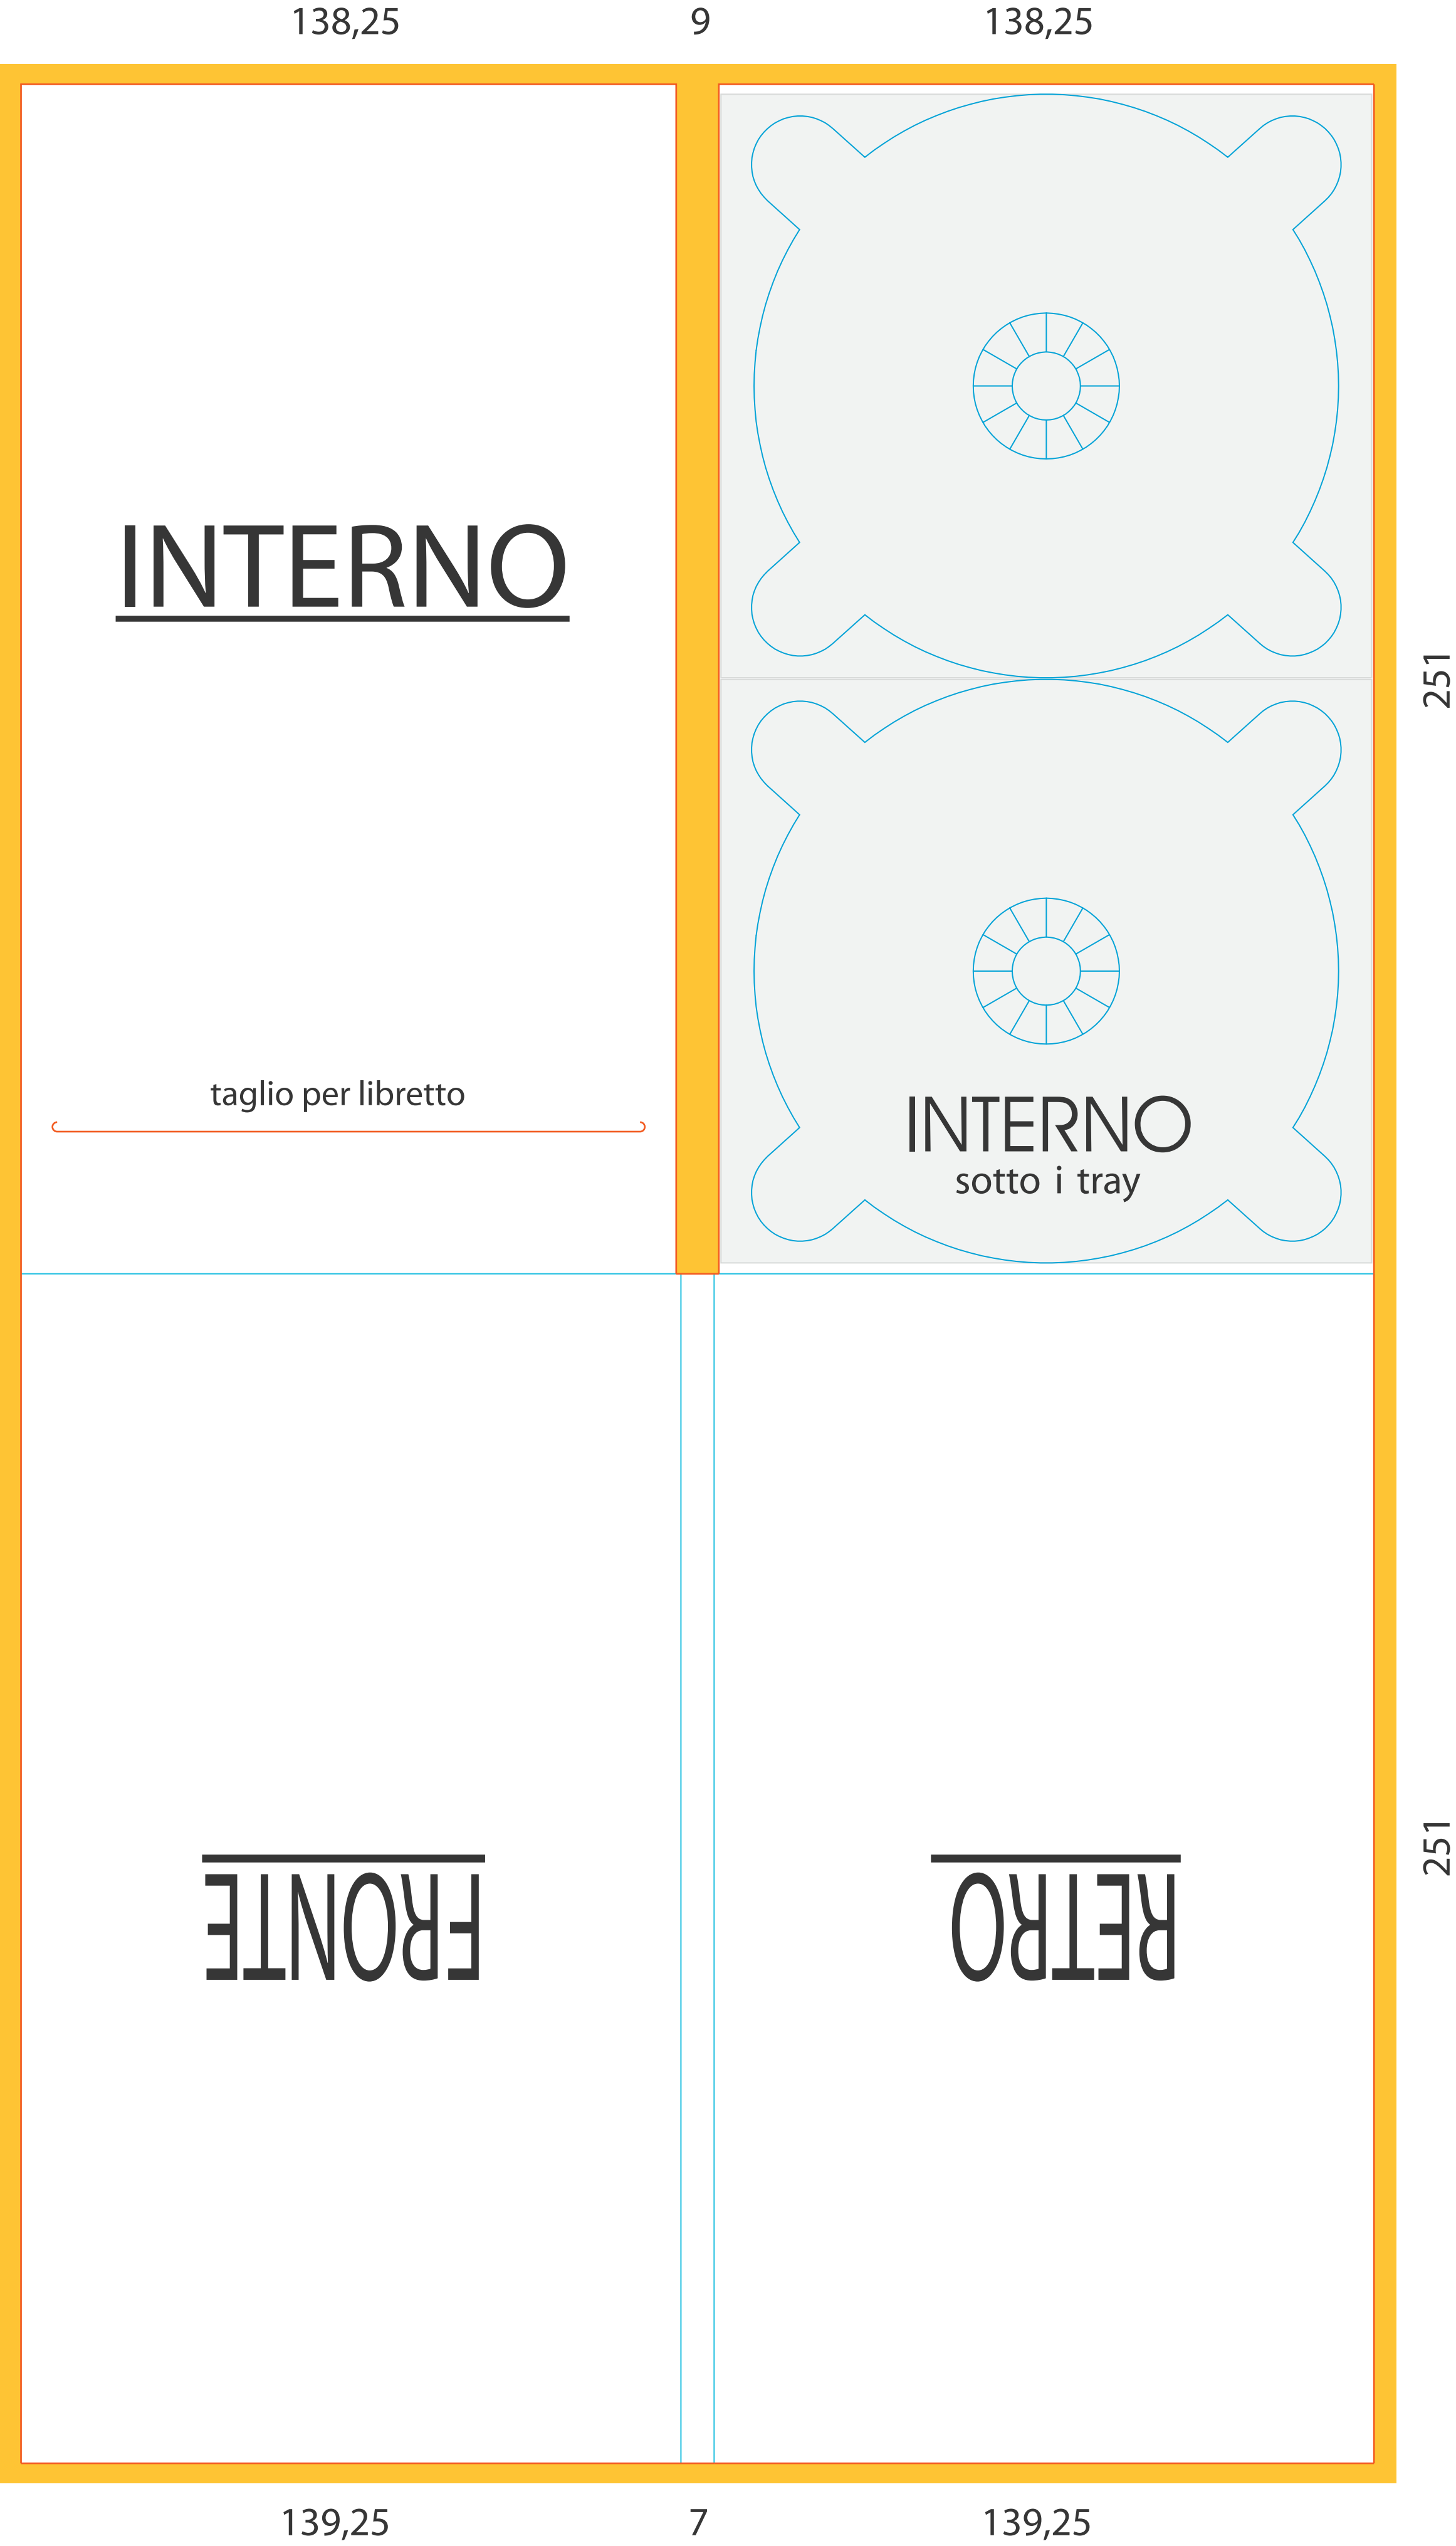 138,25 9 138,25
INTERNO
251
taglio per libretto
INTERNO
sotto i tray
251
FRONTE
RETRO
139,25 7 139,25